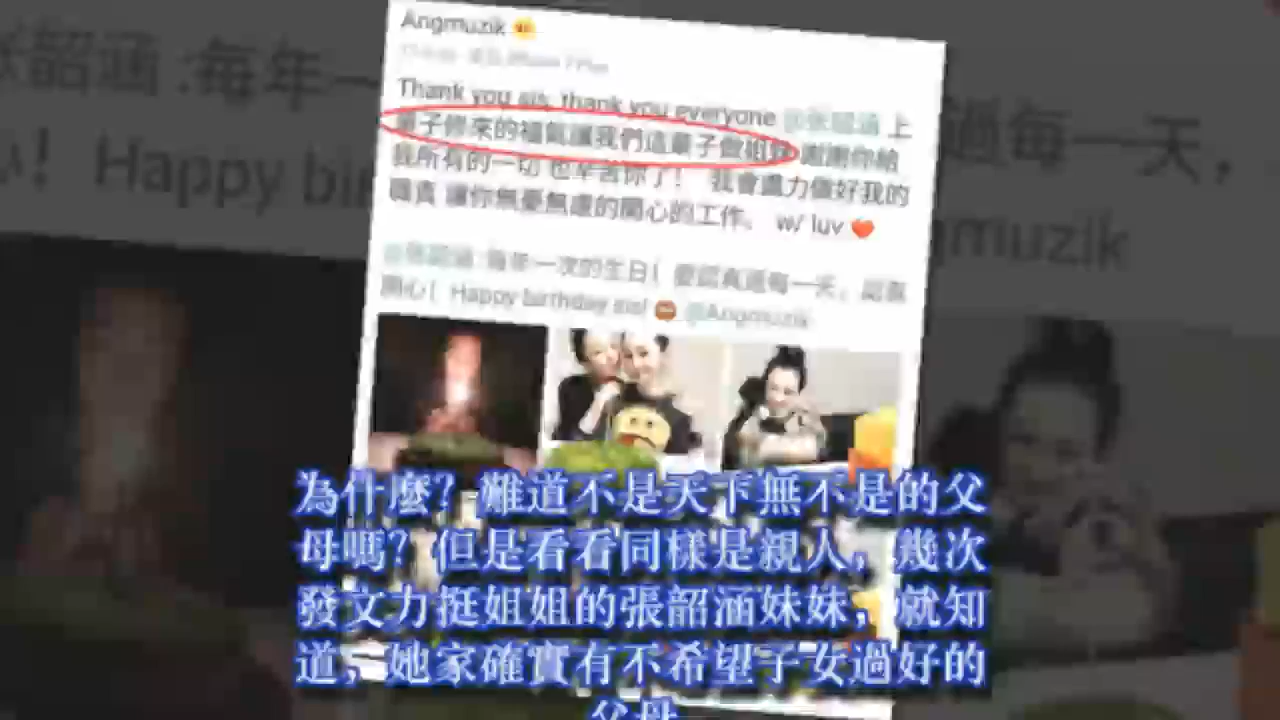 Angmuzik
Thank you sis, thank you everyone @張韶涵 上
輩子修來的福氣讓我們這輩子做姐妹 謝謝你給
我所有的一切 也辛苦你了！ 我會盡力做好我的
職責 讓你無憂無慮的開心的工作。 w/ luv
@張韶涵 :每年一次的生日！要認真過每一天，認真
開心！Happy birthday sis! @Angmuzik
為什麼？難道不是天下無不是的父
母嗎？但是看看同樣是親人，幾次
發文力挺姐姐的張韶涵妹妹，就知
道，她家確實有不希望子女過好的
父母